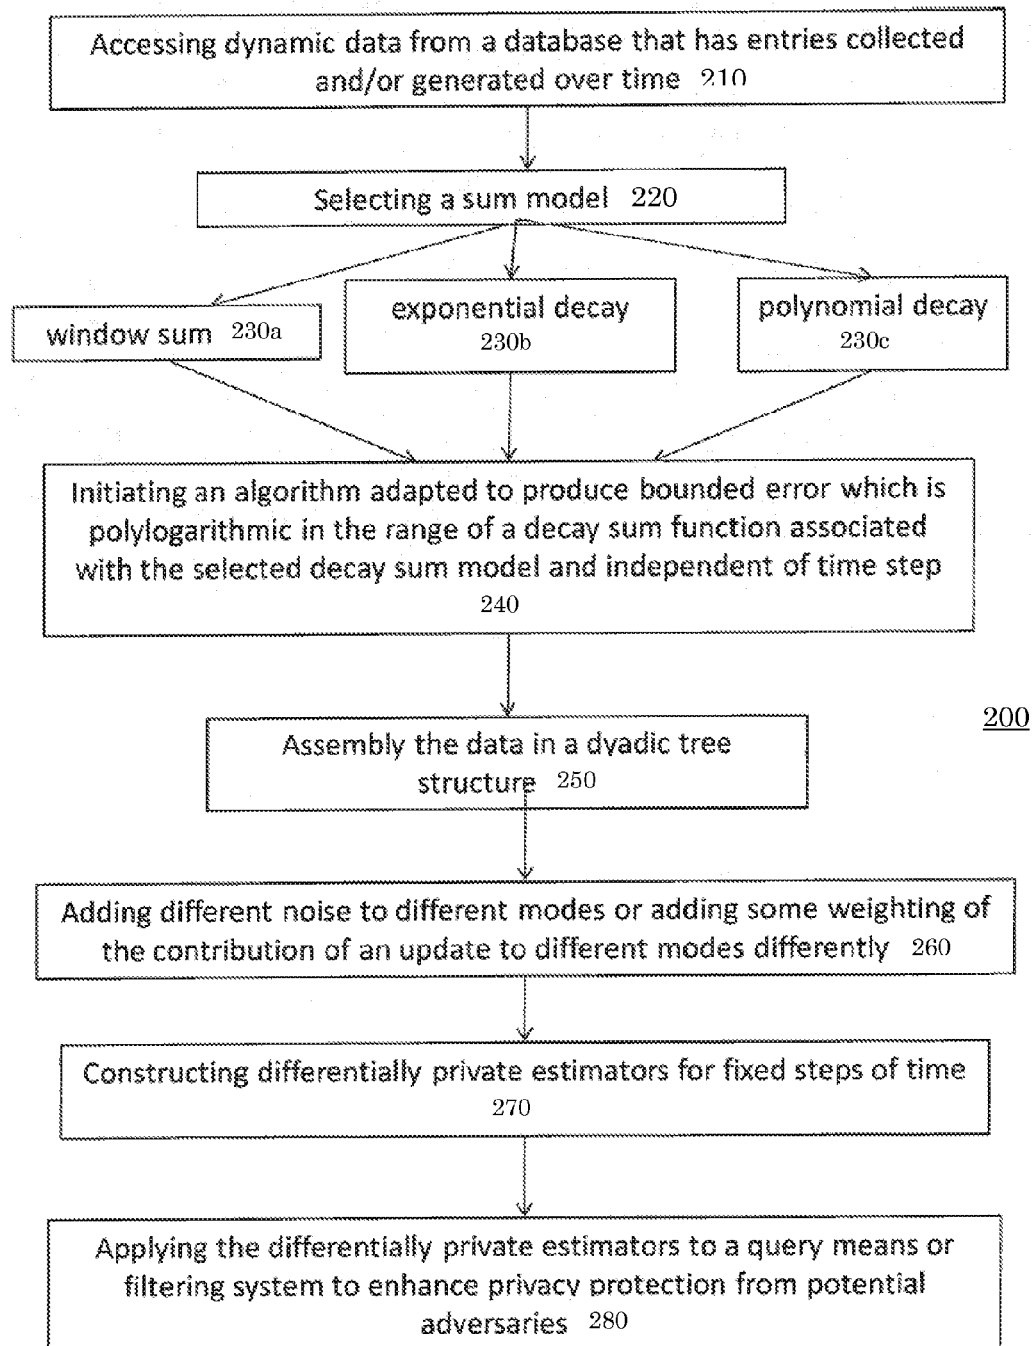 Accessing dynamic data from a database that has entries collected
and/or generated over time 210
Selecting a sum model 220
window sum 230a
exponential decay
230b
polynomial decay
230c
Initiating an algorithm adapted to produce bounded error which is
polylogarithmic in the range of a decay sum function associated
with the selected decay sum model and independent of time step
240
200
Assembly the data in a dyadic tree
structure 250
Adding different noise to different modes or adding some weighting of
the contribution of an update to different modes differently 260
Constructing differentially private estimators for fixed steps of time
270
Applying the differentially private estimators to a query means or
filtering system to enhance privacy protection from potential
adversaries 280